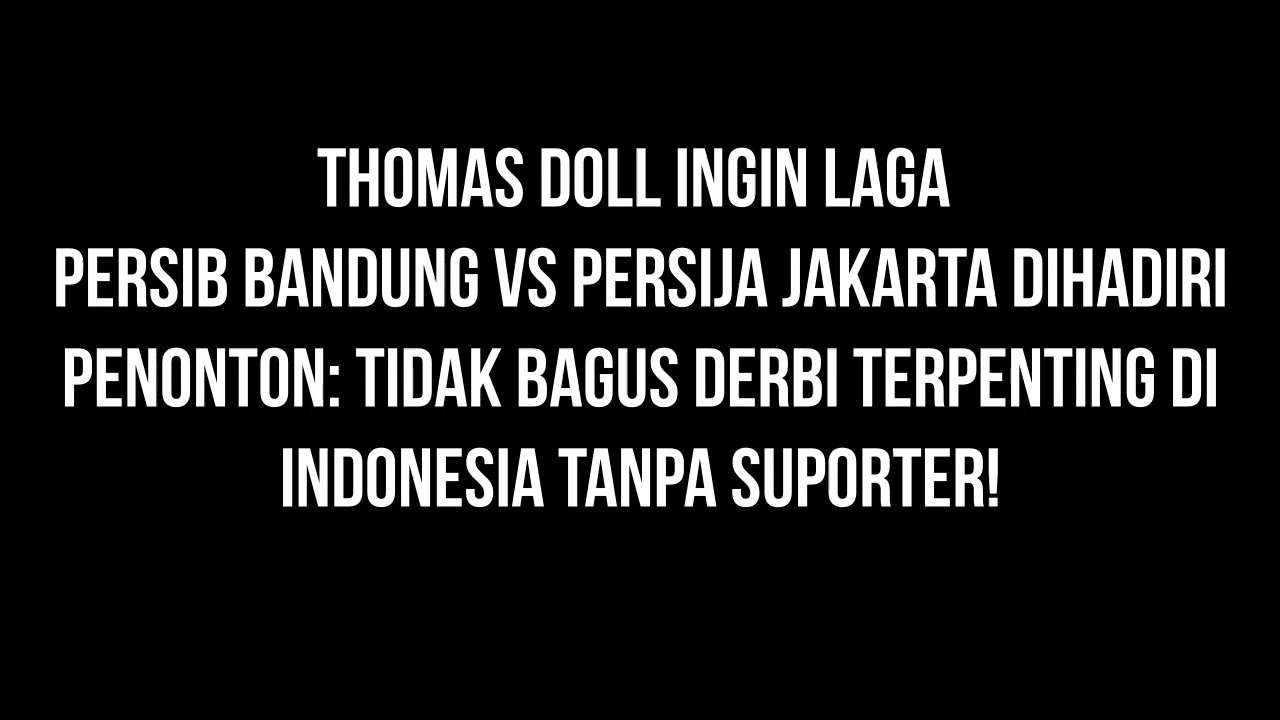 THOMAS DOLL INGIN LAGA
PERSIB BANDUNG VS PERSIJA JAKARTA DIHADIRI
PENONTON: TIDAK BAGUS DERBI TERPENTING DI
INDONESIA TANPA SUPORTER!